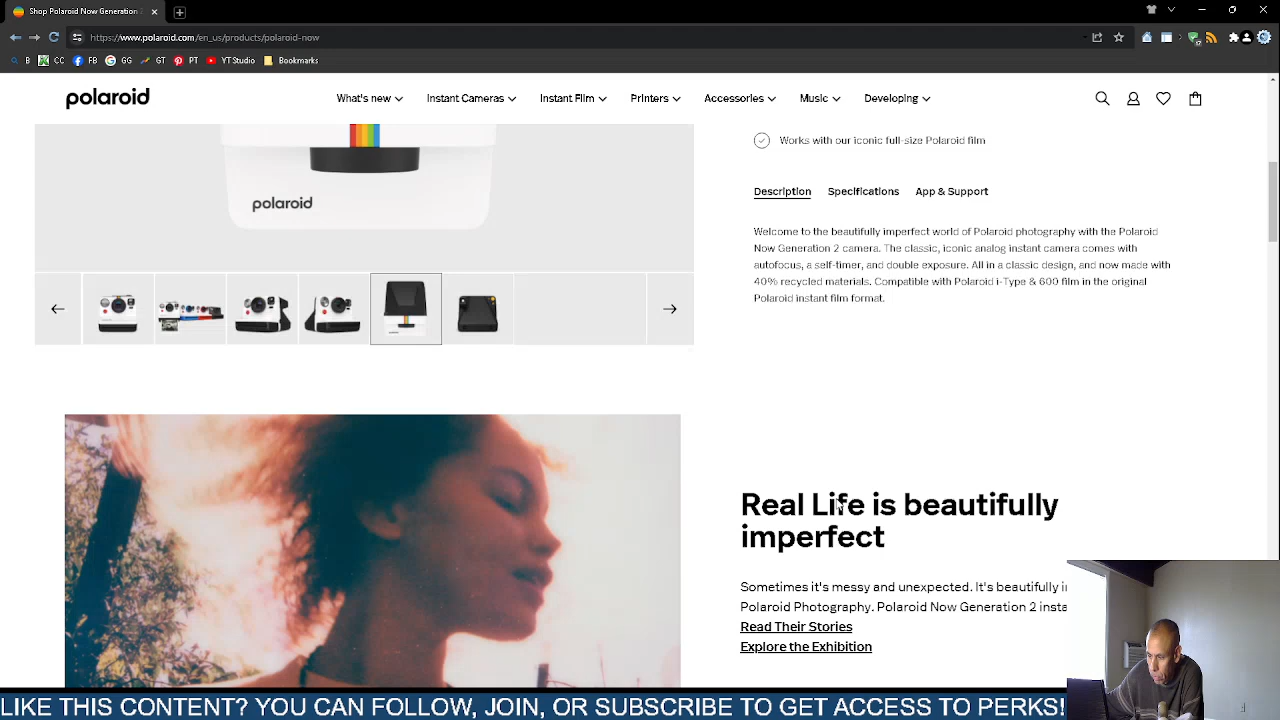 Shop Polaroid Now Generation 2
https://www.polaroid.com/en_us/products/polaroid-now
B CC FB GG GT PT YT Studio Bookmarks
polaroid What's new Instant Cameras Instant Film Printers Accessories Music Developing
Works with our iconic full-size Polaroid film
polaroid
Description Specifications App & Support
Welcome to the beautifully imperfect world of Polaroid photography with the Polaroid
Now Generation 2 camera. The classic, iconic analog instant camera comes with
autofocus, a self-timer, and double exposure. All in a classic design, and now made with
40% recycled materials. Compatible with Polaroid i-Type & 600 film in the original
Polaroid instant film format.
Real Life is beautifully
imperfect
Sometimes it's messy and unexpected. It's beautifully
Polaroid Photography. Polaroid Now Generation 2
Read Their Stories
Explore the Exhibition
LIKE THIS CONTENT? YOU CAN FOLLOW, JOIN, OR SUBSCRIBE TO GET ACCESS TO PERKS!